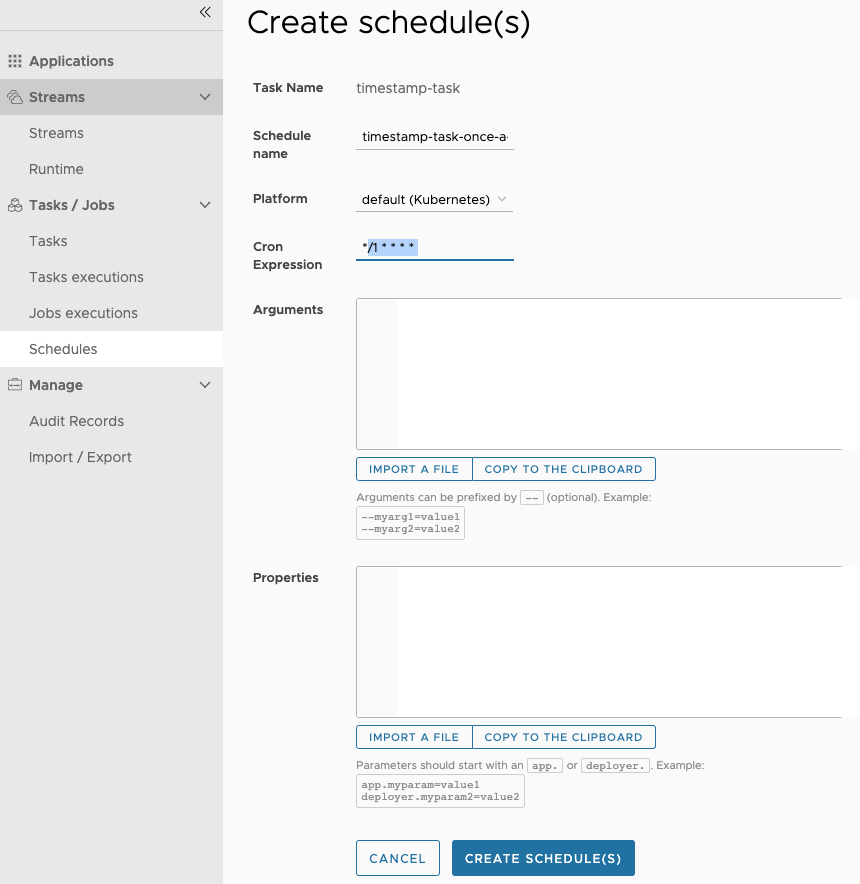 Create schedule(s)
Applications
Streams
Streams
Runtime
Tasks / Jobs
Tasks
Tasks executions
Jobs executions
Schedules
Manage
Audit Records
Import / Export
Task Name
timestamp-task
Schedule
name
timestamp-task-once-a-
Platform
default (Kubernetes)
Cron
Expression
*/1 * * * *
Arguments
IMPORT A FILE
COPY TO THE CLIPBOARD
Arguments can be prefixed by -- (optional). Example:
--myarg1=value1
--myarg2=value2
Properties
IMPORT A FILE
COPY TO THE CLIPBOARD
Parameters should start with an app. or deployer. . Example:
app.myparam=value1
deployer.myparam2=value2
CANCEL
CREATE SCHEDULE(S)